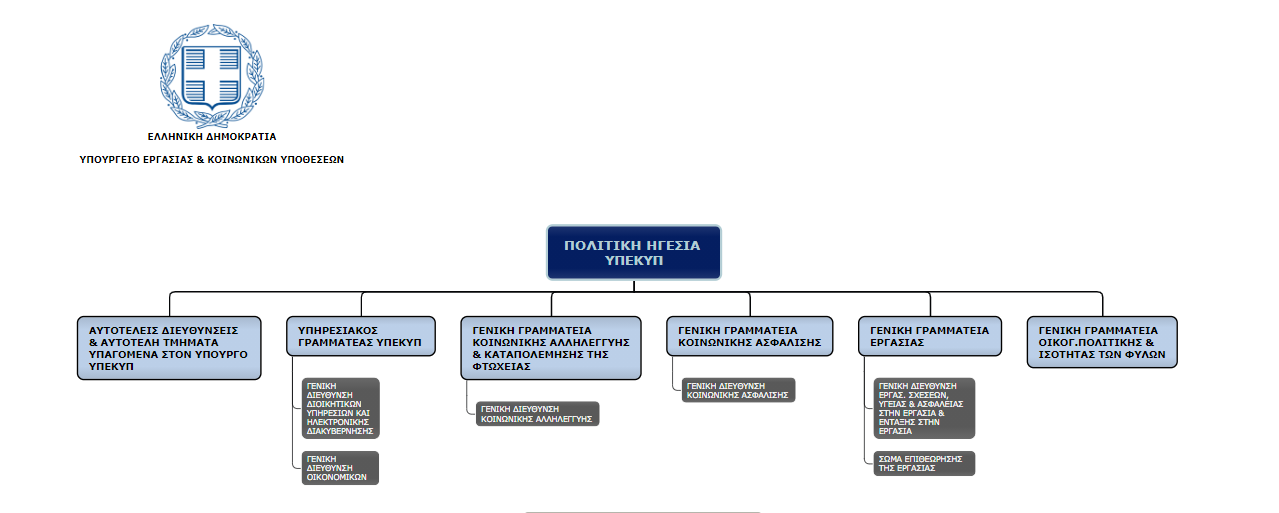 ΕΛΛΗΝΙΚΗ ΔΗΜΟΚΡΑΤΙΑ
ΥΠΟΥΡΓΕΙΟ ΕΡΓΑΣΙΑΣ & ΚΟΙΝΩΝΙΚΩΝ ΥΠΟΘΕΣΕΩΝ
ΠΟΛΙΤΙΚΗ ΗΓΕΣΙΑ
ΥΠΕΚΥΠ
ΑΥΤΟΤΕΛΕΙΣ ΔΙΕΥΘΥΝΣΕΙΣ
& ΑΥΤΟΤΕΛΗ ΤΜΗΜΑΤΑ
ΥΠΑΓΟΜΕΝΑ ΣΤΟΝ ΥΠΟΥΡΓΟ
ΥΠΕΚΥΠ
ΥΠΗΡΕΣΙΑΚΟΣ
ΓΡΑΜΜΑΤΕΑΣ ΥΠΕΚΥΠ
ΓΕΝΙΚΗ
ΔΙΕΥΘΥΝΣΗ
ΔΙΟΙΚΗΤΙΚΩΝ
ΥΠΗΡΕΣΙΩΝ ΚΑΙ
ΗΛΕΚΤΡΟΝΙΚΗΣ
ΔΙΑΚΥΒΕΡΝΗΣΗΣ
ΓΕΝΙΚΗ
ΔΙΕΥΘΥΝΣΗ
ΟΙΚΟΝΟΜΙΚΩΝ
ΓΕΝΙΚΗ ΓΡΑΜΜΑΤΕΙΑ
ΚΟΙΝΩΝΙΚΗΣ ΑΛΛΗΛΕΓΓΥΗΣ
& ΚΑΤΑΠΟΛΕΜΗΣΗΣ ΤΗΣ
ΦΤΩΧΕΙΑΣ
ΓΕΝΙΚΗ ΔΙΕΥΘΥΝΣΗ
ΚΟΙΝΩΝΙΚΗΣ ΑΛΛΗΛΕΓΓΥΗΣ
ΓΕΝΙΚΗ ΓΡΑΜΜΑΤΕΙΑ
ΚΟΙΝΩΝΙΚΗΣ ΑΣΦΑΛΙΣΗΣ
ΓΕΝΙΚΗ ΔΙΕΥΘΥΝΣΗ
ΚΟΙΝΩΝΙΚΗΣ ΑΣΦΑΛΙΣΗΣ
ΓΕΝΙΚΗ ΓΡΑΜΜΑΤΕΙΑ
ΕΡΓΑΣΙΑΣ
ΓΕΝΙΚΗ ΔΙΕΥΘΥΝΣΗ
ΕΡΓΑΣ. ΣΧΕΣΕΩΝ,
ΥΓΕΙΑΣ & ΑΣΦΑΛΕΙΑΣ
ΣΤΗΝ ΕΡΓΑΣΙΑ &
ΕΝΤΑΞΗΣ ΣΤΗΝ
ΕΡΓΑΣΙΑ
ΣΩΜΑ ΕΠΙΘΕΩΡΗΣΗΣ
ΤΗΣ ΕΡΓΑΣΙΑΣ
ΓΕΝΙΚΗ ΓΡΑΜΜΑΤΕΙΑ
ΟΙΚΟΓ.ΠΟΛΙΤΙΚΗΣ &
ΙΣΟΤΗΤΑΣ ΤΩΝ ΦΥΛΩΝ